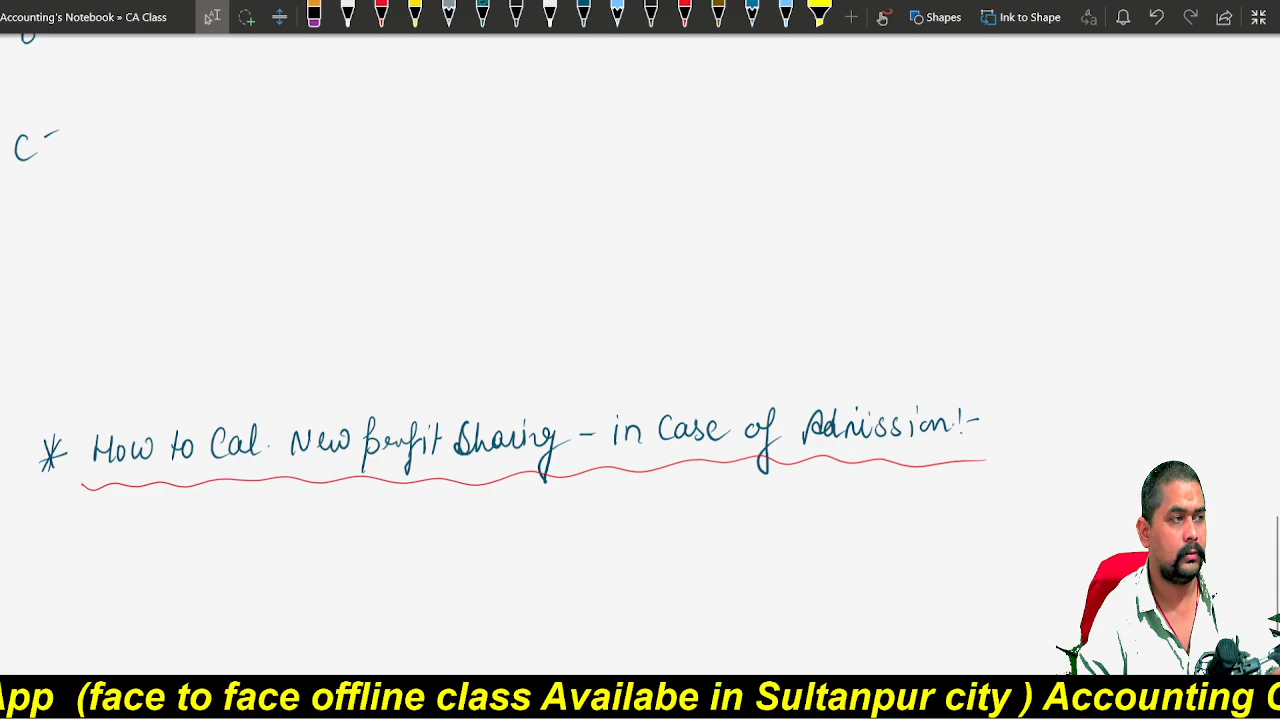 Accounting's Notebook » CA Class
Shapes
Ink to Shape
C -
* How to Cal. New profit Sharing - in Case of Admission:-
App (face to face offline class Availabe in Sultanpur city ) Accounting